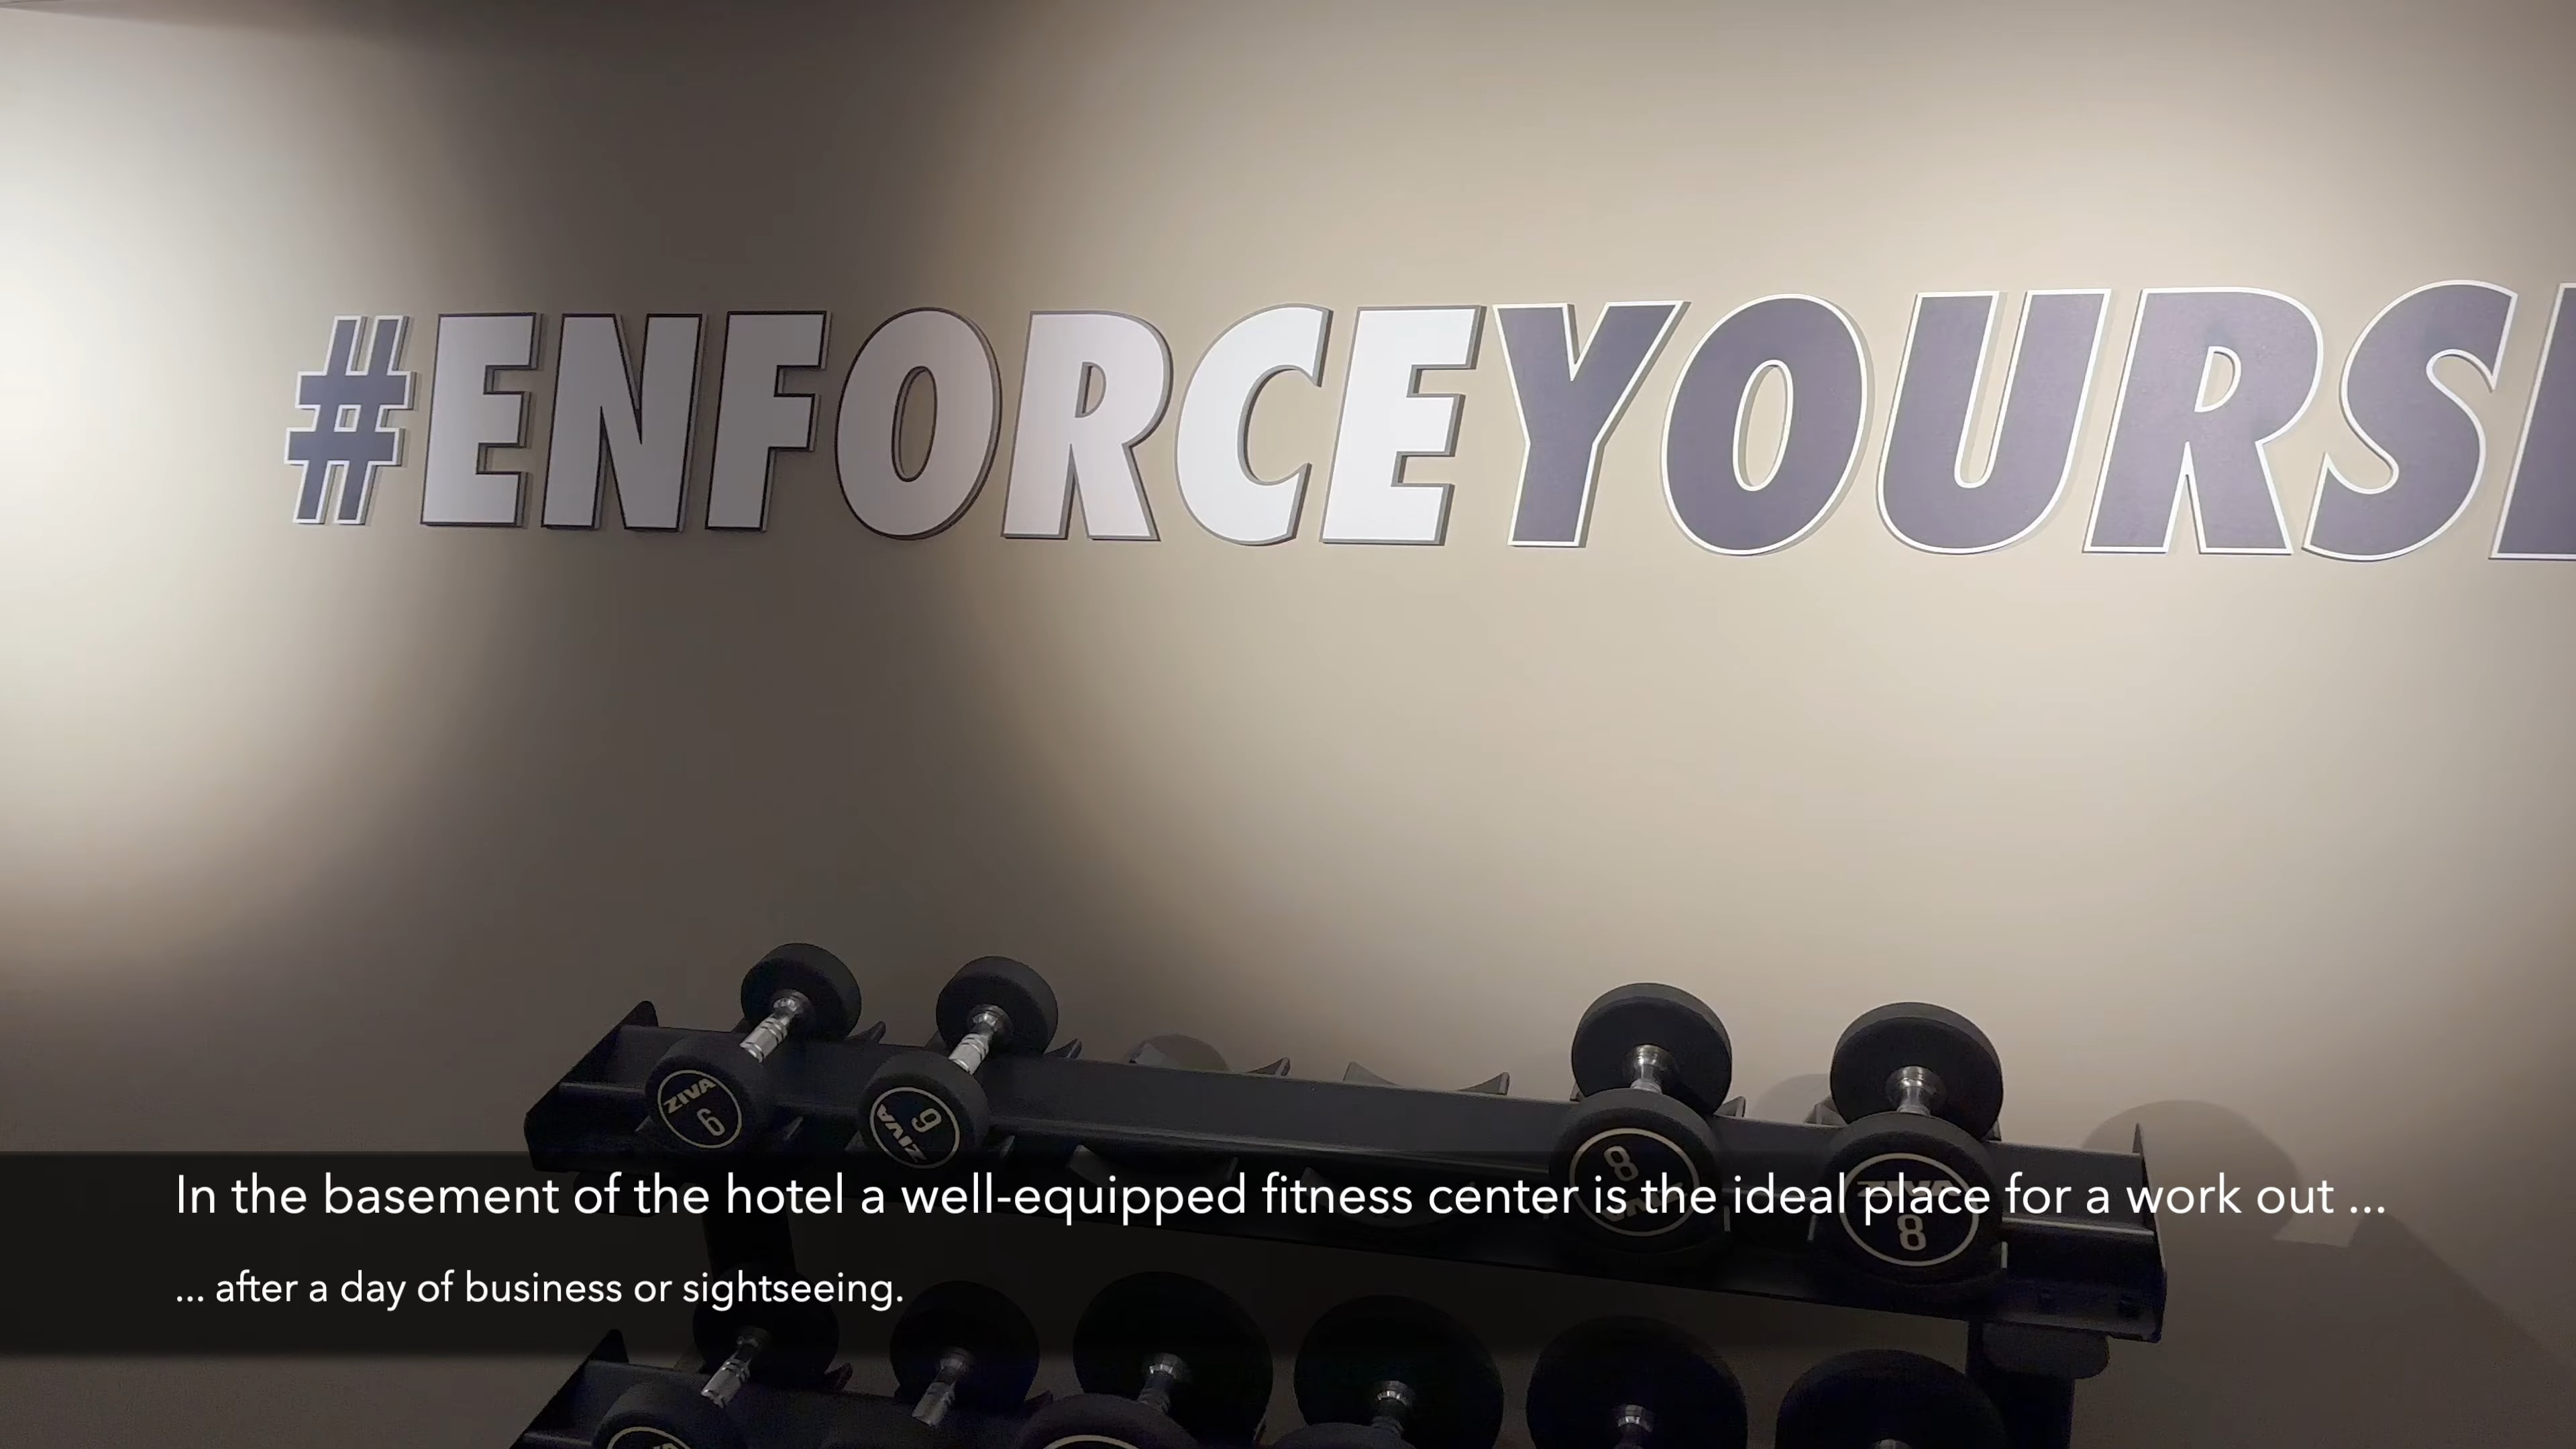 #ENFORCEYOURS
ZIVA
6
6
ZIVA
8
ZIVA
8
In the basement of the hotel a well-equipped fitness center is the ideal place for a work out ...
... after a day of business or sightseeing.